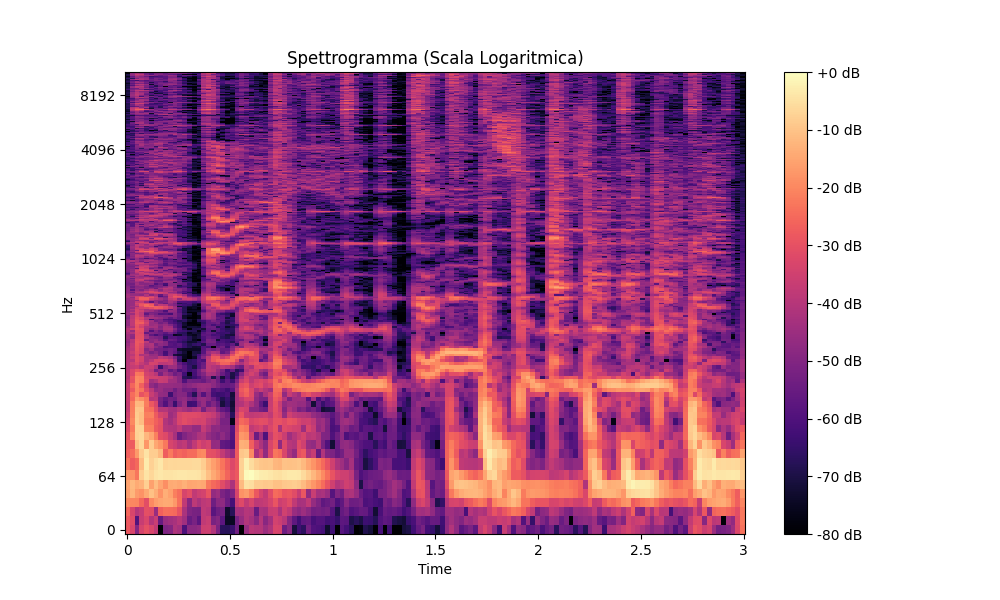 Spettrogramma (Scala Logaritmica)
Hz
8192
4096
2048
1024
512
256
128
64
0
0 0.5 1 1.5 2 2.5 3
Time
+0 dB
-10 dB
-20 dB
-30 dB
-40 dB
-50 dB
-60 dB
-70 dB
-80 dB